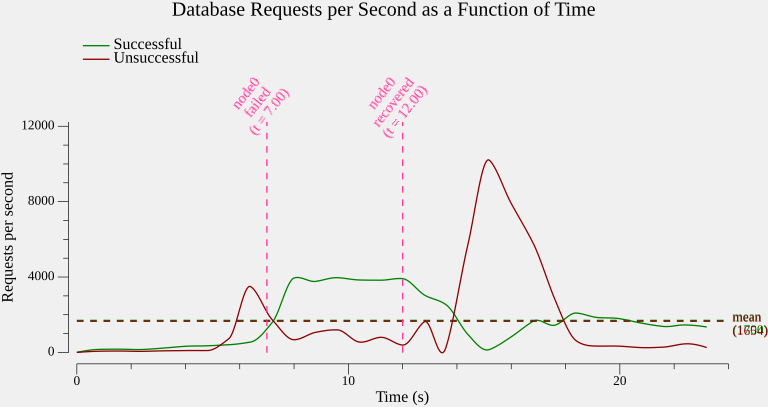 Database Requests per Second as a Function of Time
Successful
Unsuccessful
node0
failed
(t = 7.00)
node0
recovered
(t = 12.00)
12000
8000
4000
0
Requests per second
mean
0
10
20
Time (s)